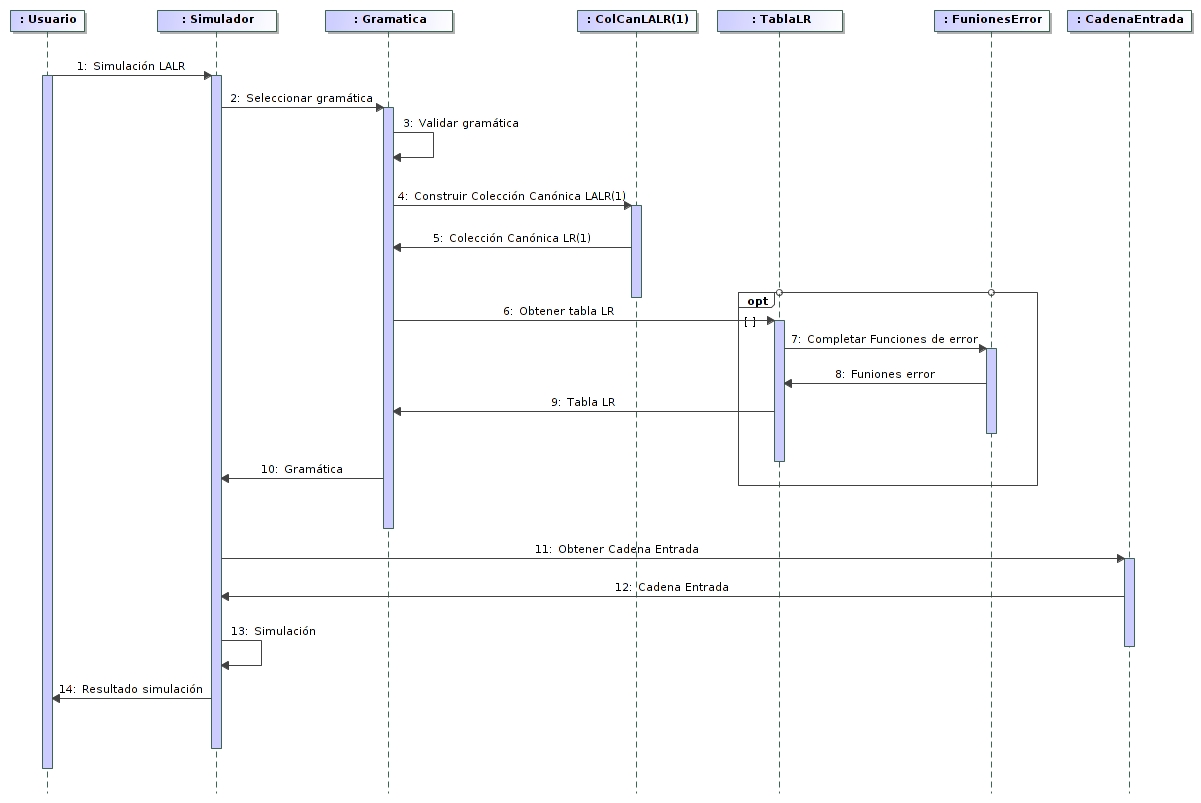 : Usuario
: Simulador
: Gramatica
: ColCanLALR(1)
: TablaLR
: FunionesError
: CadenaEntrada
1: Simulación LALR
2: Seleccionar gramática
3: Validar gramática
4: Construir Colección Canónica LALR(1)
5: Colección Canónica LR(1)
opt
6: Obtener tabla LR
[ ]
7: Completar Funciones de error
8: Funiones error
9: Tabla LR
10: Gramática
11: Obtener Cadena Entrada
12: Cadena Entrada
13: Simulación
14: Resultado simulación